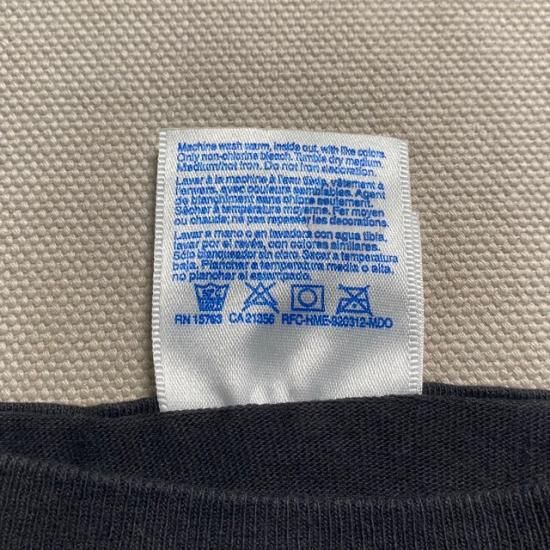 Machine wash warm, inside out, with like colors.
Only non-chlorine bleach. Tumble dry medium.
Medium/hot iron. Do not iron decoration.
Laver à la machine à l'eau tiède, vêtement à
l'envers, avec couleurs semblables. Agent
de blanchiment sans chlore seulement.
Sécher à température moyenne. Fer moyen
ou chaude; ne pas repasser les decorations.
Lavar a mano o en lavadora con agua tibia,
por el revés, con colores similares.
Sólo blanqueador sin cloro. Secar a temperatura
baja. Planchar a temperatura media o alta,
no planchar el estampado.
RN 15763 CA 21356 RFC-HME-920312-MDO